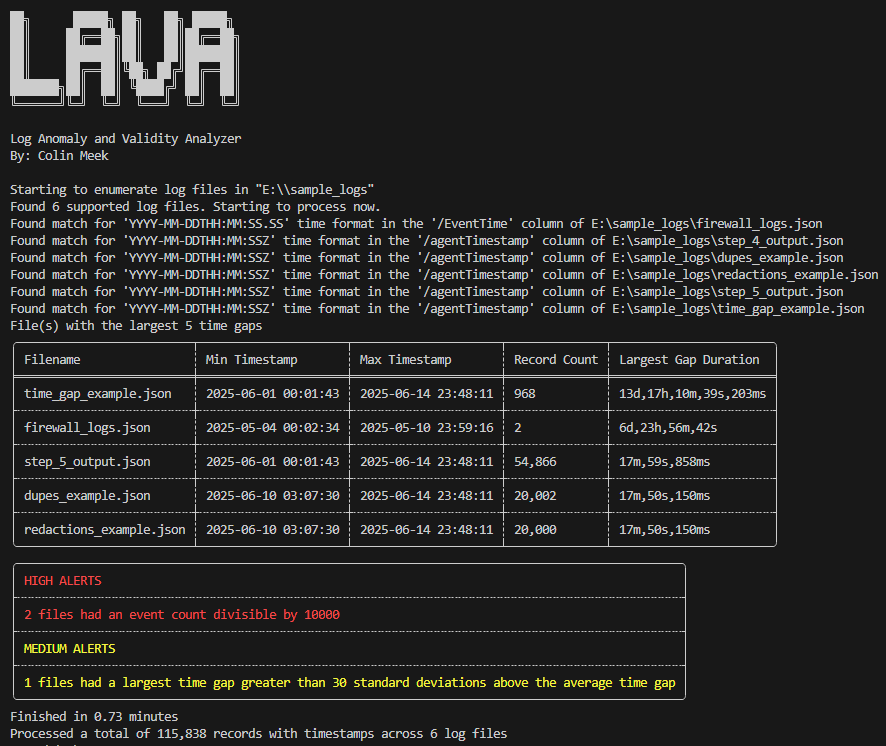 LAVA
Log Anomaly and Validity Analyzer
By: Colin Meek
Starting to enumerate log files in "E:\\sample_logs"
Found 6 supported log files. Starting to process now.
Found match for 'YYYY-MM-DDTHH:MM:SS.SS' time format in the '/EventTime' column of E:\sample_logs\firewall_logs.json
Found match for 'YYYY-MM-DDTHH:MM:SSZ' time format in the '/agentTimestamp' column of E:\sample_logs\step_4_output.json
Found match for 'YYYY-MM-DDTHH:MM:SSZ' time format in the '/agentTimestamp' column of E:\sample_logs\dupes_example.json
Found match for 'YYYY-MM-DDTHH:MM:SSZ' time format in the '/agentTimestamp' column of E:\sample_logs\redactions_example.json
Found match for 'YYYY-MM-DDTHH:MM:SSZ' time format in the '/agentTimestamp' column of E:\sample_logs\step_5_output.json
Found match for 'YYYY-MM-DDTHH:MM:SSZ' time format in the '/agentTimestamp' column of E:\sample_logs\time_gap_example.json
File(s) with the largest 5 time gaps
Filename Min Timestamp Max Timestamp Record Count Largest Gap Duration
time_gap_example.json 2025-06-01 00:01:43 2025-06-14 23:48:11 968 13d,17h,10m,39s,203ms
firewall_logs.json 2025-05-04 00:02:34 2025-05-10 23:59:16 2 6d,23h,56m,42s
step_5_output.json 2025-06-01 00:01:43 2025-06-14 23:48:11 54,866 17m,59s,858ms
dupes_example.json 2025-06-10 03:07:30 2025-06-14 23:48:11 20,002 17m,50s,150ms
redactions_example.json 2025-06-10 03:07:30 2025-06-14 23:48:11 20,000 17m,50s,150ms
HIGH ALERTS
2 files had an event count divisible by 10000
MEDIUM ALERTS
1 files had a largest time gap greater than 30 standard deviations above the average time gap
Finished in 0.73 minutes
Processed a total of 115,838 records with timestamps across 6 log files